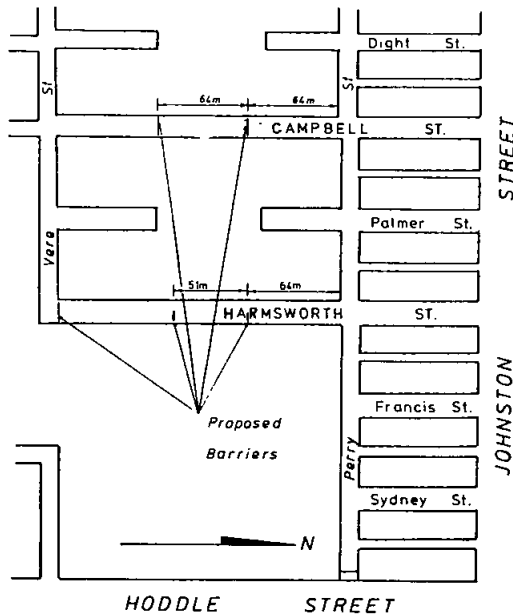 Dight St.
St
St
64m
64m
CAMPBELL ST.
STREET
Palmer St.
Vere
51m
64m
HARMSWORTH ST.
JOHNSTON
Proposed
Barriers
Francis St.
Perry
Sydney St.
N
HODDLE STREET